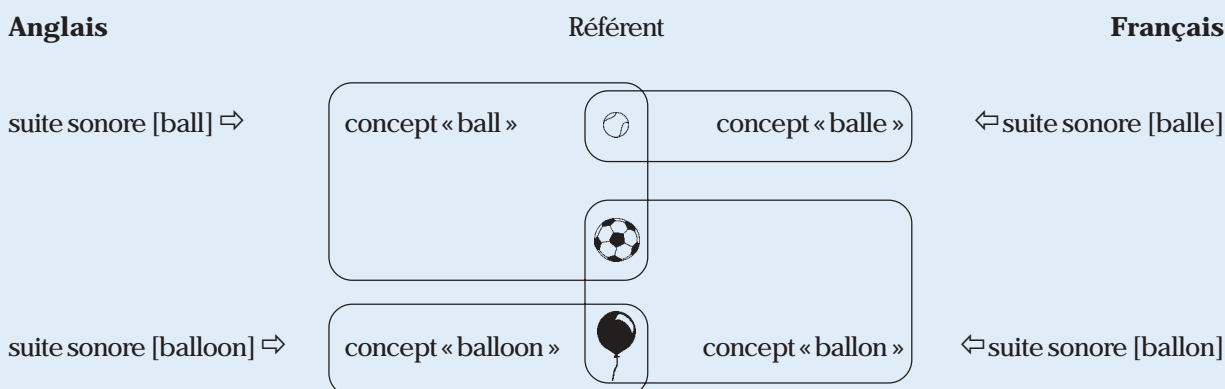 Anglais Référent Français
suite sonore [ball] ⇨ concept « ball » concept « balle » ⇦ suite sonore [balle]
suite sonore [balloon] ⇨ concept « balloon » concept « ballon » ⇦ suite sonore [ballon]